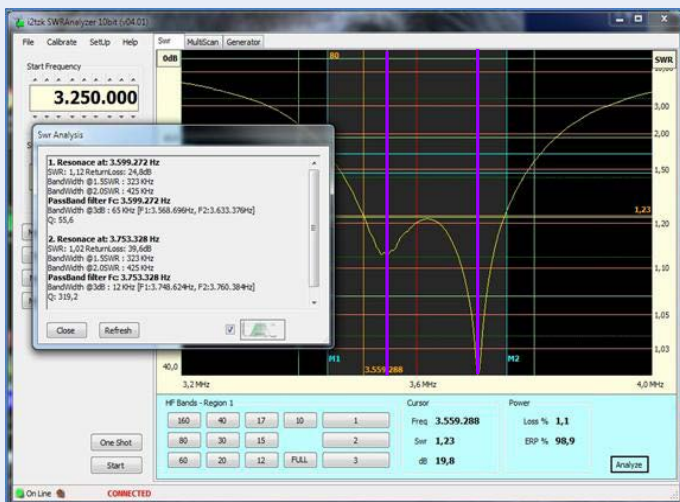 i2tzk SWRAnalyzer 10bit (v04.01)
File Calibrate SetUp Help
Swr MultiScan Generator
Start Frequency
3.250.000
0dB
80
SWR
3,00
2,00
1,50
1,23
1,20
1,10
1,05
1,03
40,0
M1
3.559.288
M2
3,2 MHz
3,6 MHz
4,0 MHz
Swr Analysis
1. Resonace at: 3.599.272 Hz
SWR: 1,12 ReturnLoss: 24,8dB
BandWidth @1.5SWR : 323 KHz
BandWidth @2.0SWR : 425 KHz
PassBand filter Fc: 3.599.272 Hz
BandWidth @3dB : 65 KHz [F1:3.568.696Hz, F2:3.633.376Hz]
Q: 55,6
2. Resonace at: 3.753.328 Hz
SWR: 1,02 ReturnLoss: 39,6dB
BandWidth @1.5SWR : 323 KHz
BandWidth @2.0SWR : 425 KHz
PassBand filter Fc: 3.753.328 Hz
BandWidth @3dB : 12 KHz [F1:3.748.624Hz, F2:3.760.384Hz]
Q: 319,2
Close Refresh
One Shot
Start
HF Bands - Region 1
160 40 17 10 1
80 30 15 2
60 20 12 FULL 3
Cursor
Freq 3.559.288
Swr 1,23
dB 19,8
Power
Loss % 1,1
ERP % 98,9
Analyze
On Line
CONNECTED